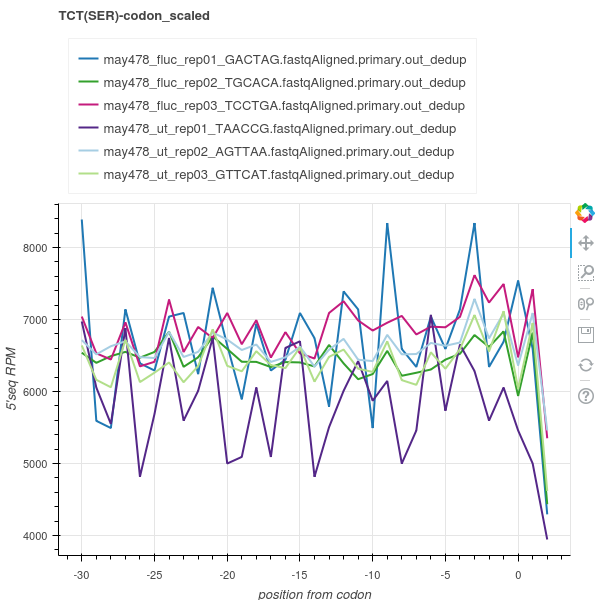 TCT(SER)-codon_scaled
may478_fluc_rep01_GACTAG.fastqAligned.primary.out_dedup
may478_fluc_rep02_TGCACA.fastqAligned.primary.out_dedup
may478_fluc_rep03_TCCTGA.fastqAligned.primary.out_dedup
may478_ut_rep01_TAACCG.fastqAligned.primary.out_dedup
may478_ut_rep02_AGTTAA.fastqAligned.primary.out_dedup
may478_ut_rep03_GTTCAT.fastqAligned.primary.out_dedup
8000
7000
6000
5000
4000
5'seq RPM
-30 -25 -20 -15 -10 -5 0
position from codon